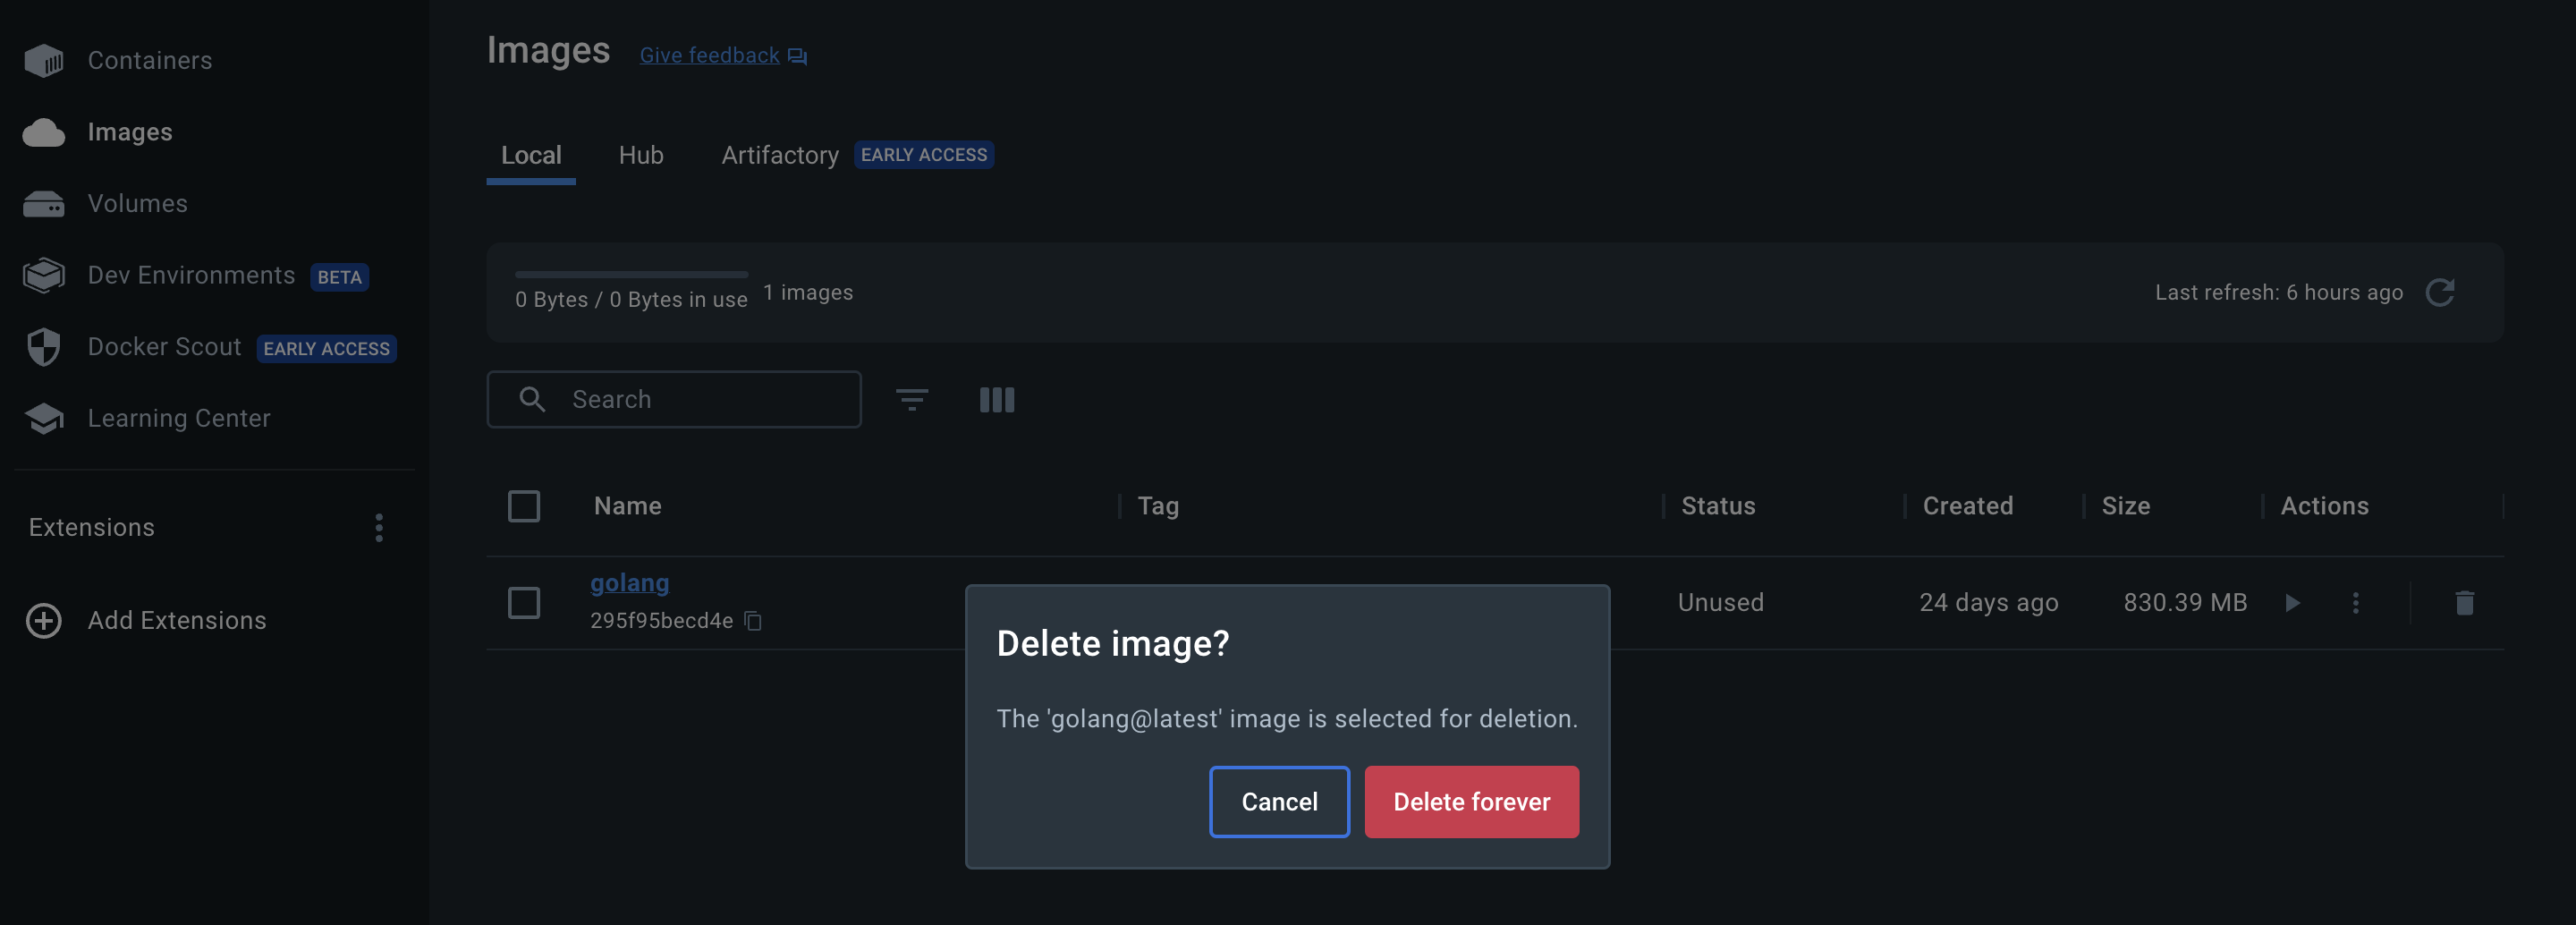 Containers
Images
Volumes
Dev Environments BETA
Docker Scout EARLY ACCESS
Learning Center
Extensions
Add Extensions
Images Give feedback
Local Hub Artifactory EARLY ACCESS
0 Bytes / 0 Bytes in use 1 images Last refresh: 6 hours ago
Search
Name Tag Status Created Size Actions
golang
295f95becd4e Unused 24 days ago 830.39 MB
Delete image?
The 'golang@latest' image is selected for deletion.
Cancel Delete forever